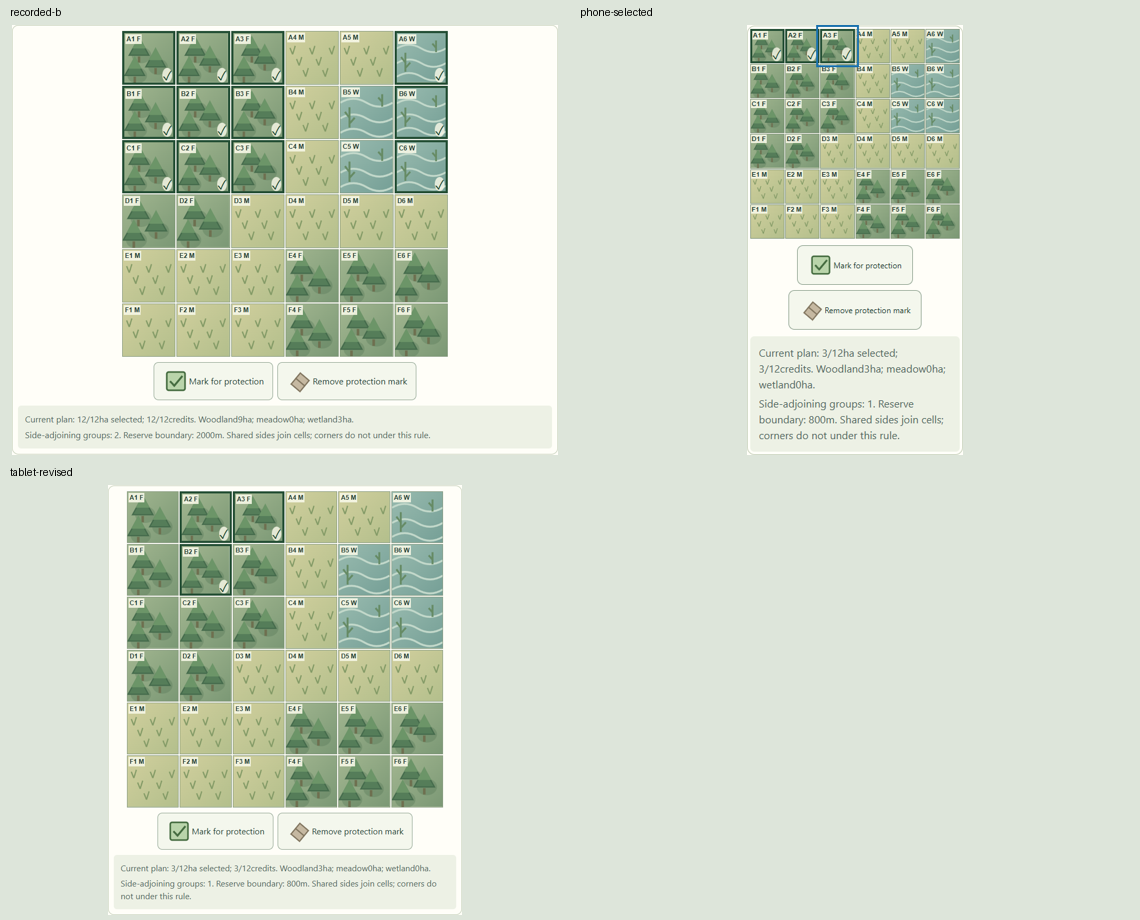 recorded-b
A1 F A2 F A3 F A4 M A5 M A6 W
B1 F B2 F B3 F B4 M B5 W B6 W
C1 F C2 F C3 F C4 M C5 W C6 W
D1 F D2 F D3 M D4 M D5 M D6 M
E1 M E2 M E3 M E4 F E5 F E6 F
F1 M F2 M F3 M F4 F F5 F F6 F
Mark for protection Remove protection mark
Current plan: 12/12ha selected; 12/12credits. Woodland9ha; meadow0ha; wetland3ha.
Side-adjoining groups: 2. Reserve boundary: 2000m. Shared sides join cells; corners do not under this rule.
phone-selected
A1 F A2 F A3 F A4 M A5 M A6 W
B1 F B2 F B3 F B4 M B5 W B6 W
C1 F C2 F C3 F C4 M C5 W C6 W
D1 F D2 F D3 M D4 M D5 M D6 M
E1 M E2 M E3 M E4 F E5 F E6 F
F1 M F2 M F3 M F4 F F5 F F6 F
Mark for protection
Remove protection mark
Current plan: 3/12ha selected;
3/12credits. Woodland3ha; meadow0ha;
wetland0ha.
Side-adjoining groups: 1. Reserve
boundary: 800m. Shared sides join cells;
corners do not under this rule.
tablet-revised
A1 F A2 F A3 F A4 M A5 M A6 W
B1 F B2 F B3 F B4 M B5 W B6 W
C1 F C2 F C3 F C4 M C5 W C6 W
D1 F D2 F D3 M D4 M D5 M D6 M
E1 M E2 M E3 M E4 F E5 F E6 F
F1 M F2 M F3 M F4 F F5 F F6 F
Mark for protection Remove protection mark
Current plan: 3/12ha selected; 3/12credits. Woodland3ha; meadow0ha; wetland0ha.
Side-adjoining groups: 1. Reserve boundary: 800m. Shared sides join cells; corners do
not under this rule.